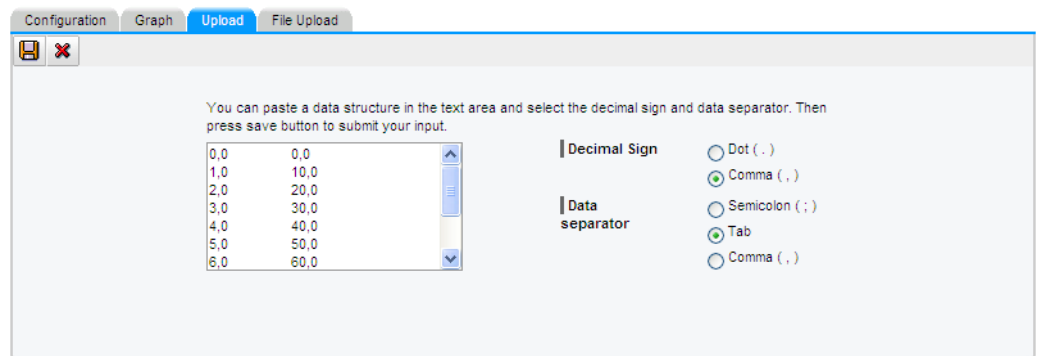 Configuration Graph Upload File Upload
You can paste a data structure in the text area and select the decimal sign and data separator. Then
press save button to submit your input.
0,0 0,0
1,0 10,0
2,0 20,0
3,0 30,0
4,0 40,0
5,0 50,0
6,0 60,0
Decimal Sign
Dot ( . )
Comma ( , )
Data
separator
Semicolon ( ; )
Tab
Comma ( , )